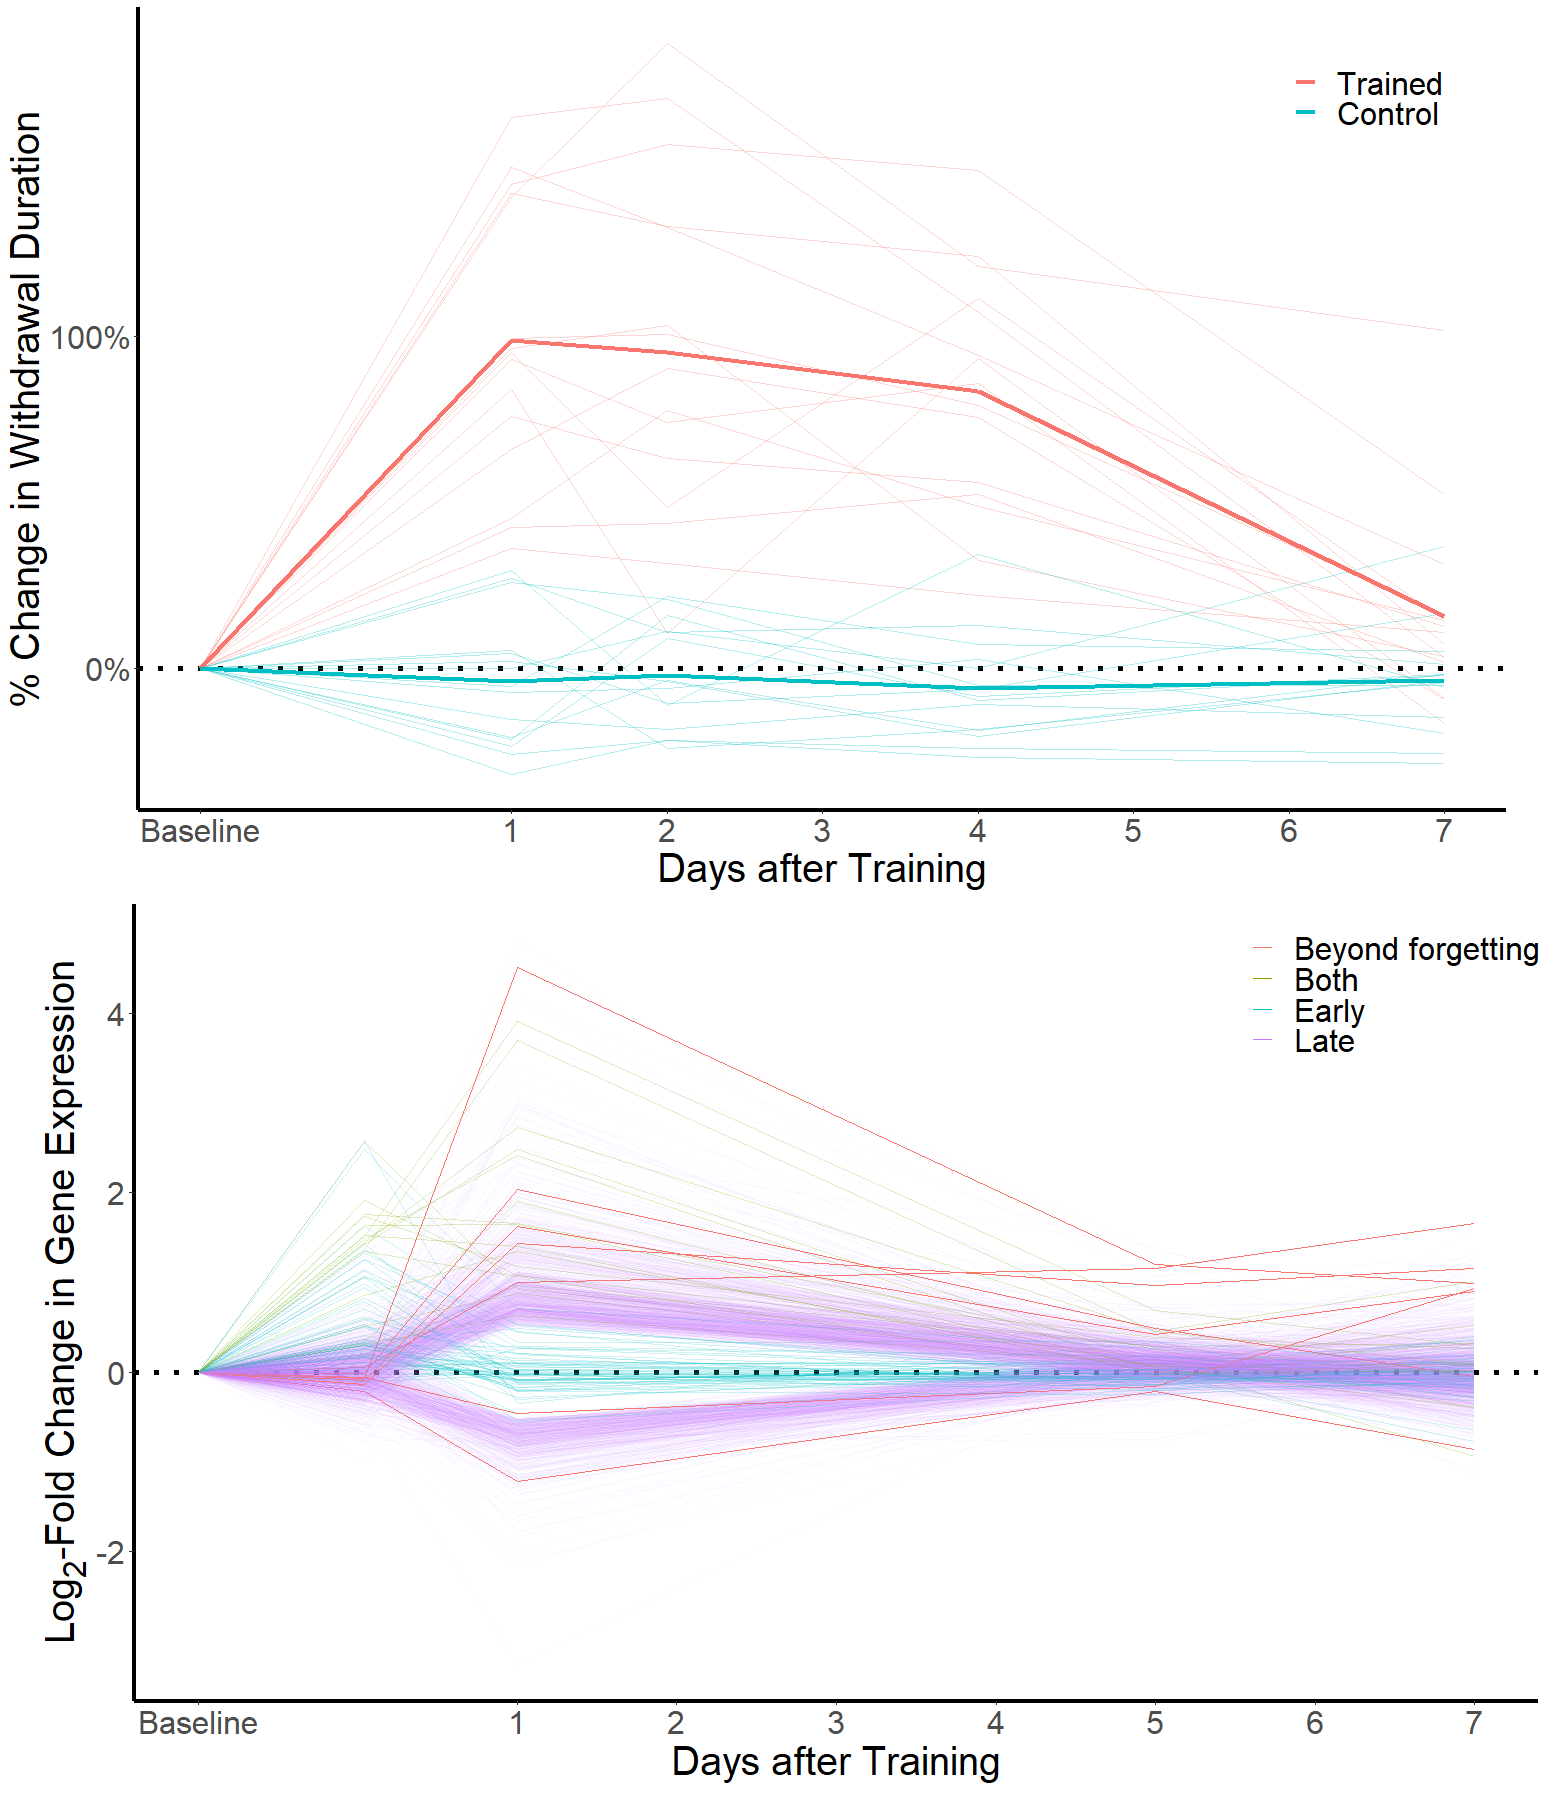 % Change in Withdrawal Duration
Trained
Control
100%
0%
Baseline 1 2 3 4 5 6 7
Days after Training
Log2-Fold Change in Gene Expression
Beyond forgetting
Both
Early
Late
4
2
0
-2
Baseline 1 2 3 4 5 6 7
Days after Training